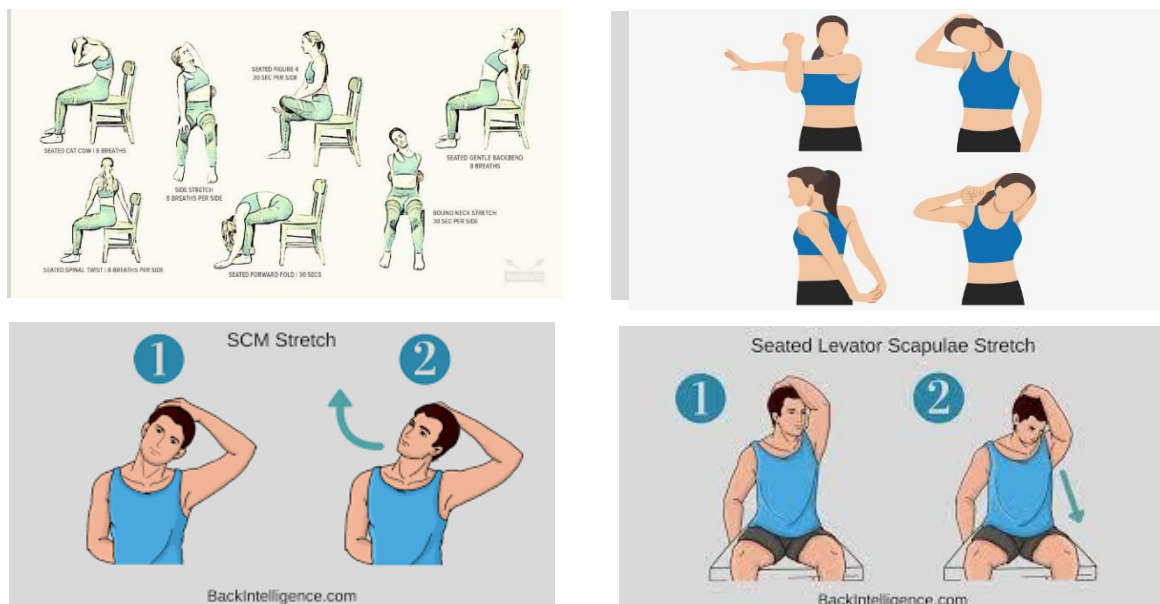 SEATED CAT COW | 8 BREATHS
SIDE STRETCH
8 BREATHS PER SIDE
SEATED FIGURE 4
30 SEC PER SIDE
SEATED GENTLE BACKBEND
8 BREATHS
SEATED SPINAL TWIST | 8 BREATHS PER SIDE
SEATED FORWARD FOLD | 30 SECS
BOUND NECK STRETCH
30 SEC PER SIDE
SCM Stretch
1
2
BackIntelligence.com
Seated Levator Scapulae Stretch
1
2
BackIntelligence.com